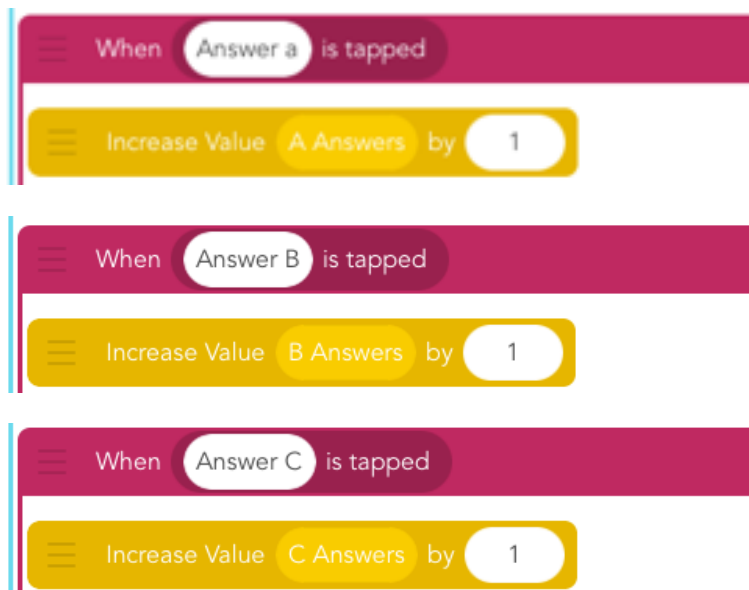 When Answer a is tapped
Increase Value A Answers by 1
When Answer B is tapped
Increase Value B Answers by 1
When Answer C is tapped
Increase Value C Answers by 1